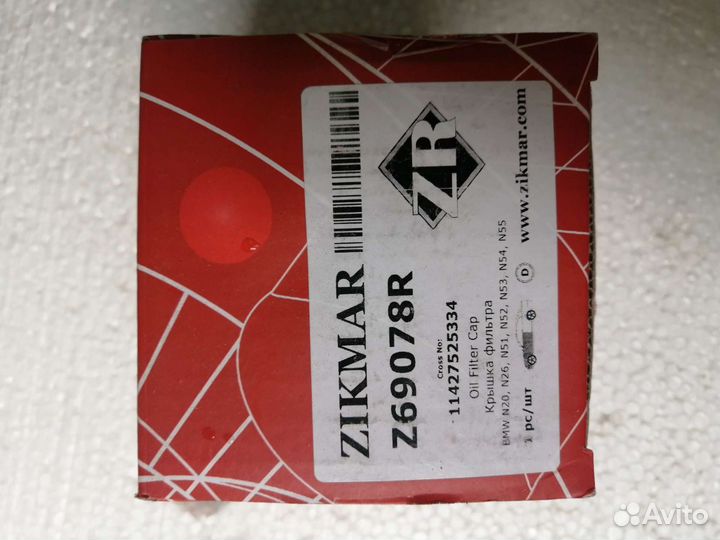 ZIKMAR
Z69078R
Cross No:
11427525334
Oil Filter Cap
Крышка фильтра
BMW N20, N26, N51, N52, N53, N54, N55
1 pc/шт
D
ZR
www.zikmar.com
Avito